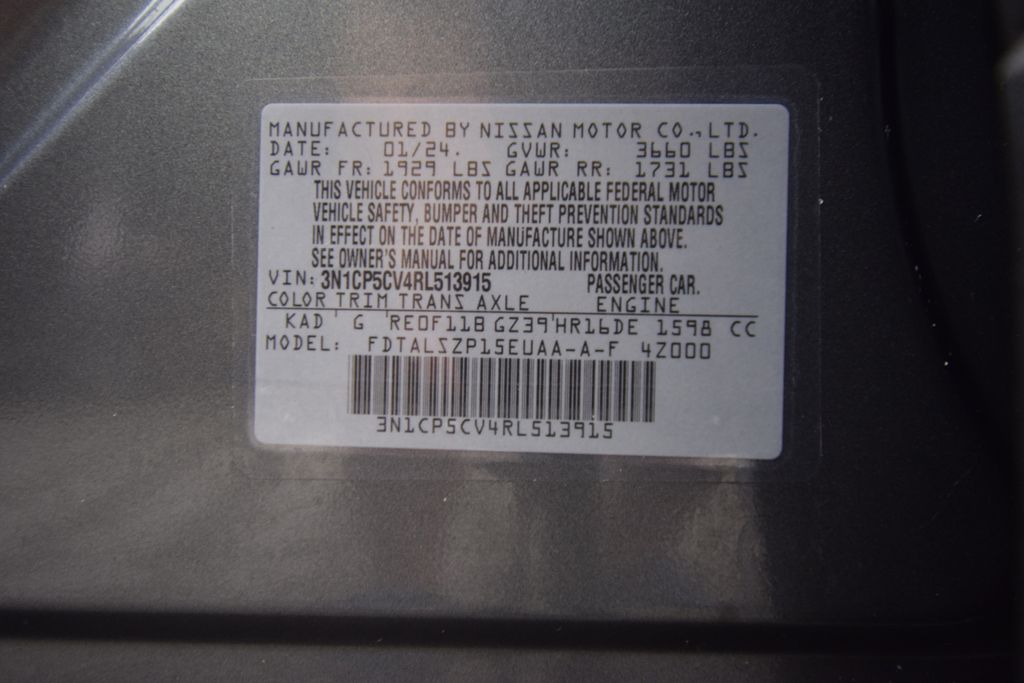 MANUFACTURED BY NISSAN MOTOR CO., LTD.
DATE: 01/24. GVWR: 3660 LBS
GAWR FR: 1929 LBS GAWR RR: 1731 LBS
THIS VEHICLE CONFORMS TO ALL APPLICABLE FEDERAL MOTOR
VEHICLE SAFETY, BUMPER AND THEFT PREVENTION STANDARDS
IN EFFECT ON THE DATE OF MANUFACTURE SHOWN ABOVE.
SEE OWNER'S MANUAL FOR ADDITIONAL INFORMATION.
VIN: 3N1CP5CV4RL513915 PASSENGER CAR.
COLOR TRIM TRANS AXLE ENGINE
KAD ' G ' RE0F11B GZ39 ' HR16DE 1598 CC
MODEL: FDTALSZP15EUAA-A-F 4Z000
3N1CP5CV4RL513915